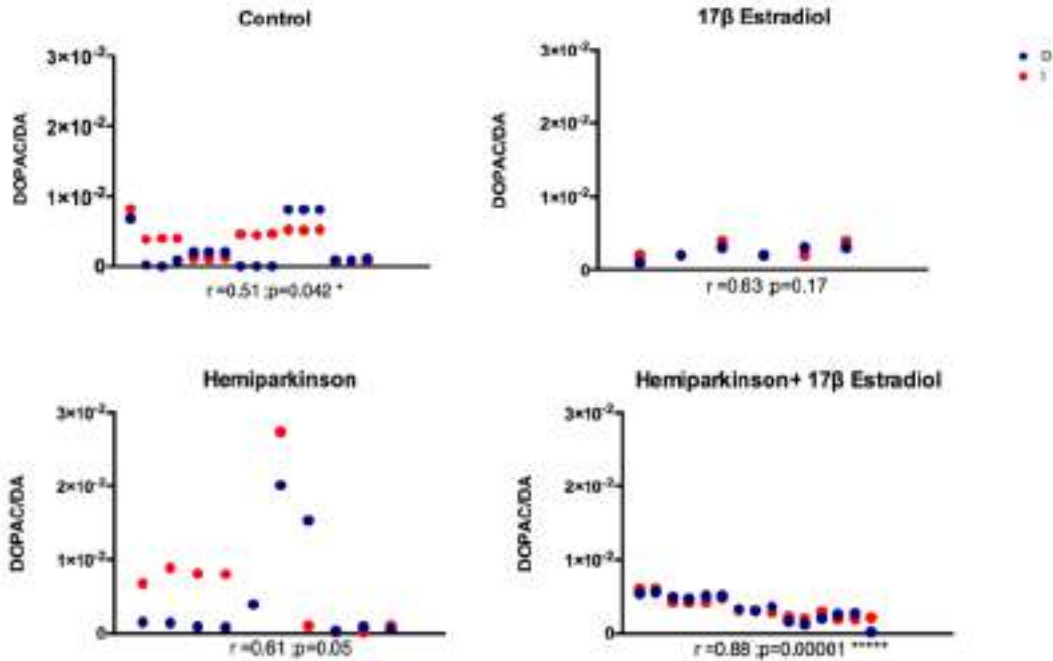 Control
3×10⁻²
2×10⁻²
1×10⁻²
0
DOPAC/DA
r =0.51 ;p=0.042 *
17β Estradiol
3×10⁻²
2×10⁻²
1×10⁻²
0
DOPAC/DA
r =0.63 ;p=0.17
D
I
Hemiparkinson
3×10⁻²
2×10⁻²
1×10⁻²
0
DOPAC/DA
r =0.61 ;p=0.05
Hemiparkinson+ 17β Estradiol
3×10⁻²
2×10⁻²
1×10⁻²
0
DOPAC/DA
r =0.88 ;p=0.00001 *****